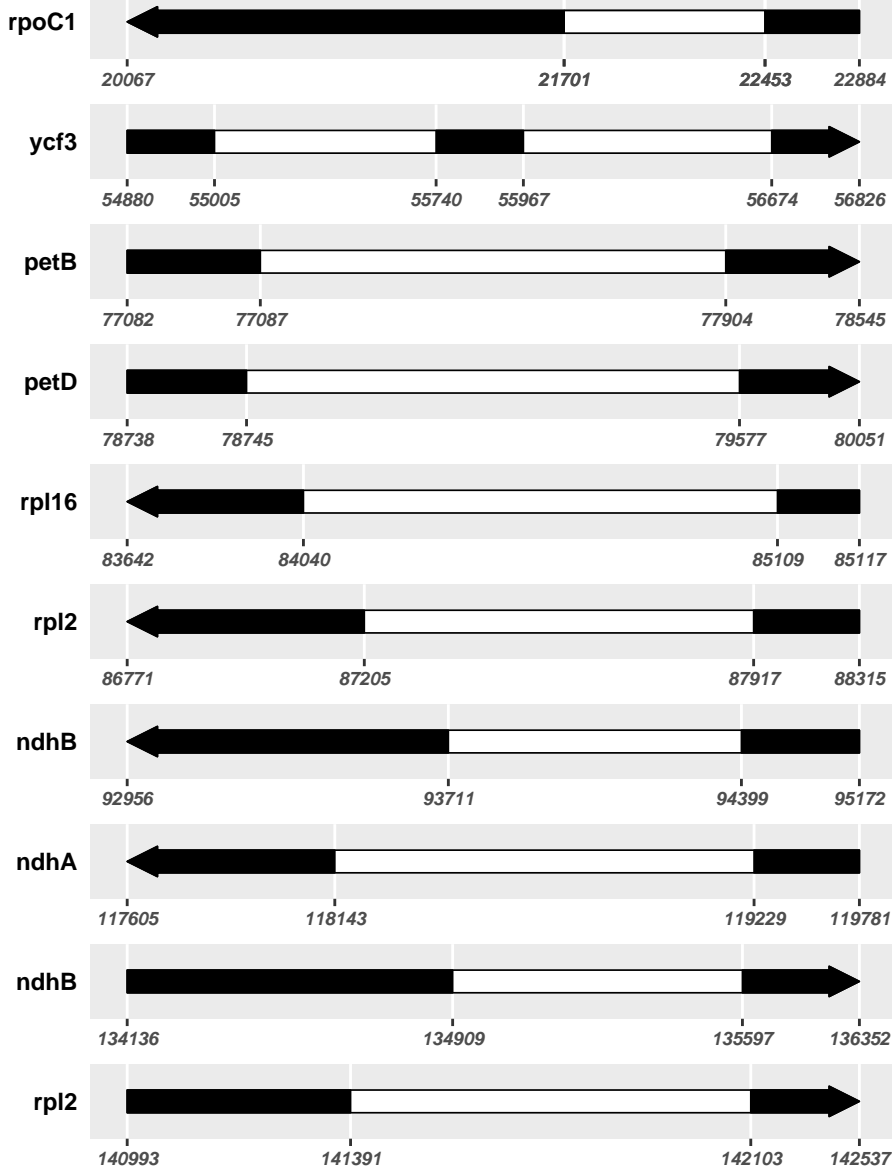 rpoC1
20067 21701 22453 22884
ycf3
54880 55005 55740 55967 56674 56826
petB
77082 77087 77904 78545
petD
78738 78745 79577 80051
rpl16
83642 84040 85109 85117
rpl2
86771 87205 87917 88315
ndhB
92956 93711 94399 95172
ndhA
117605 118143 119229 119781
ndhB
134136 134909 135597 136352
rpl2
140993 141391 142103 142537